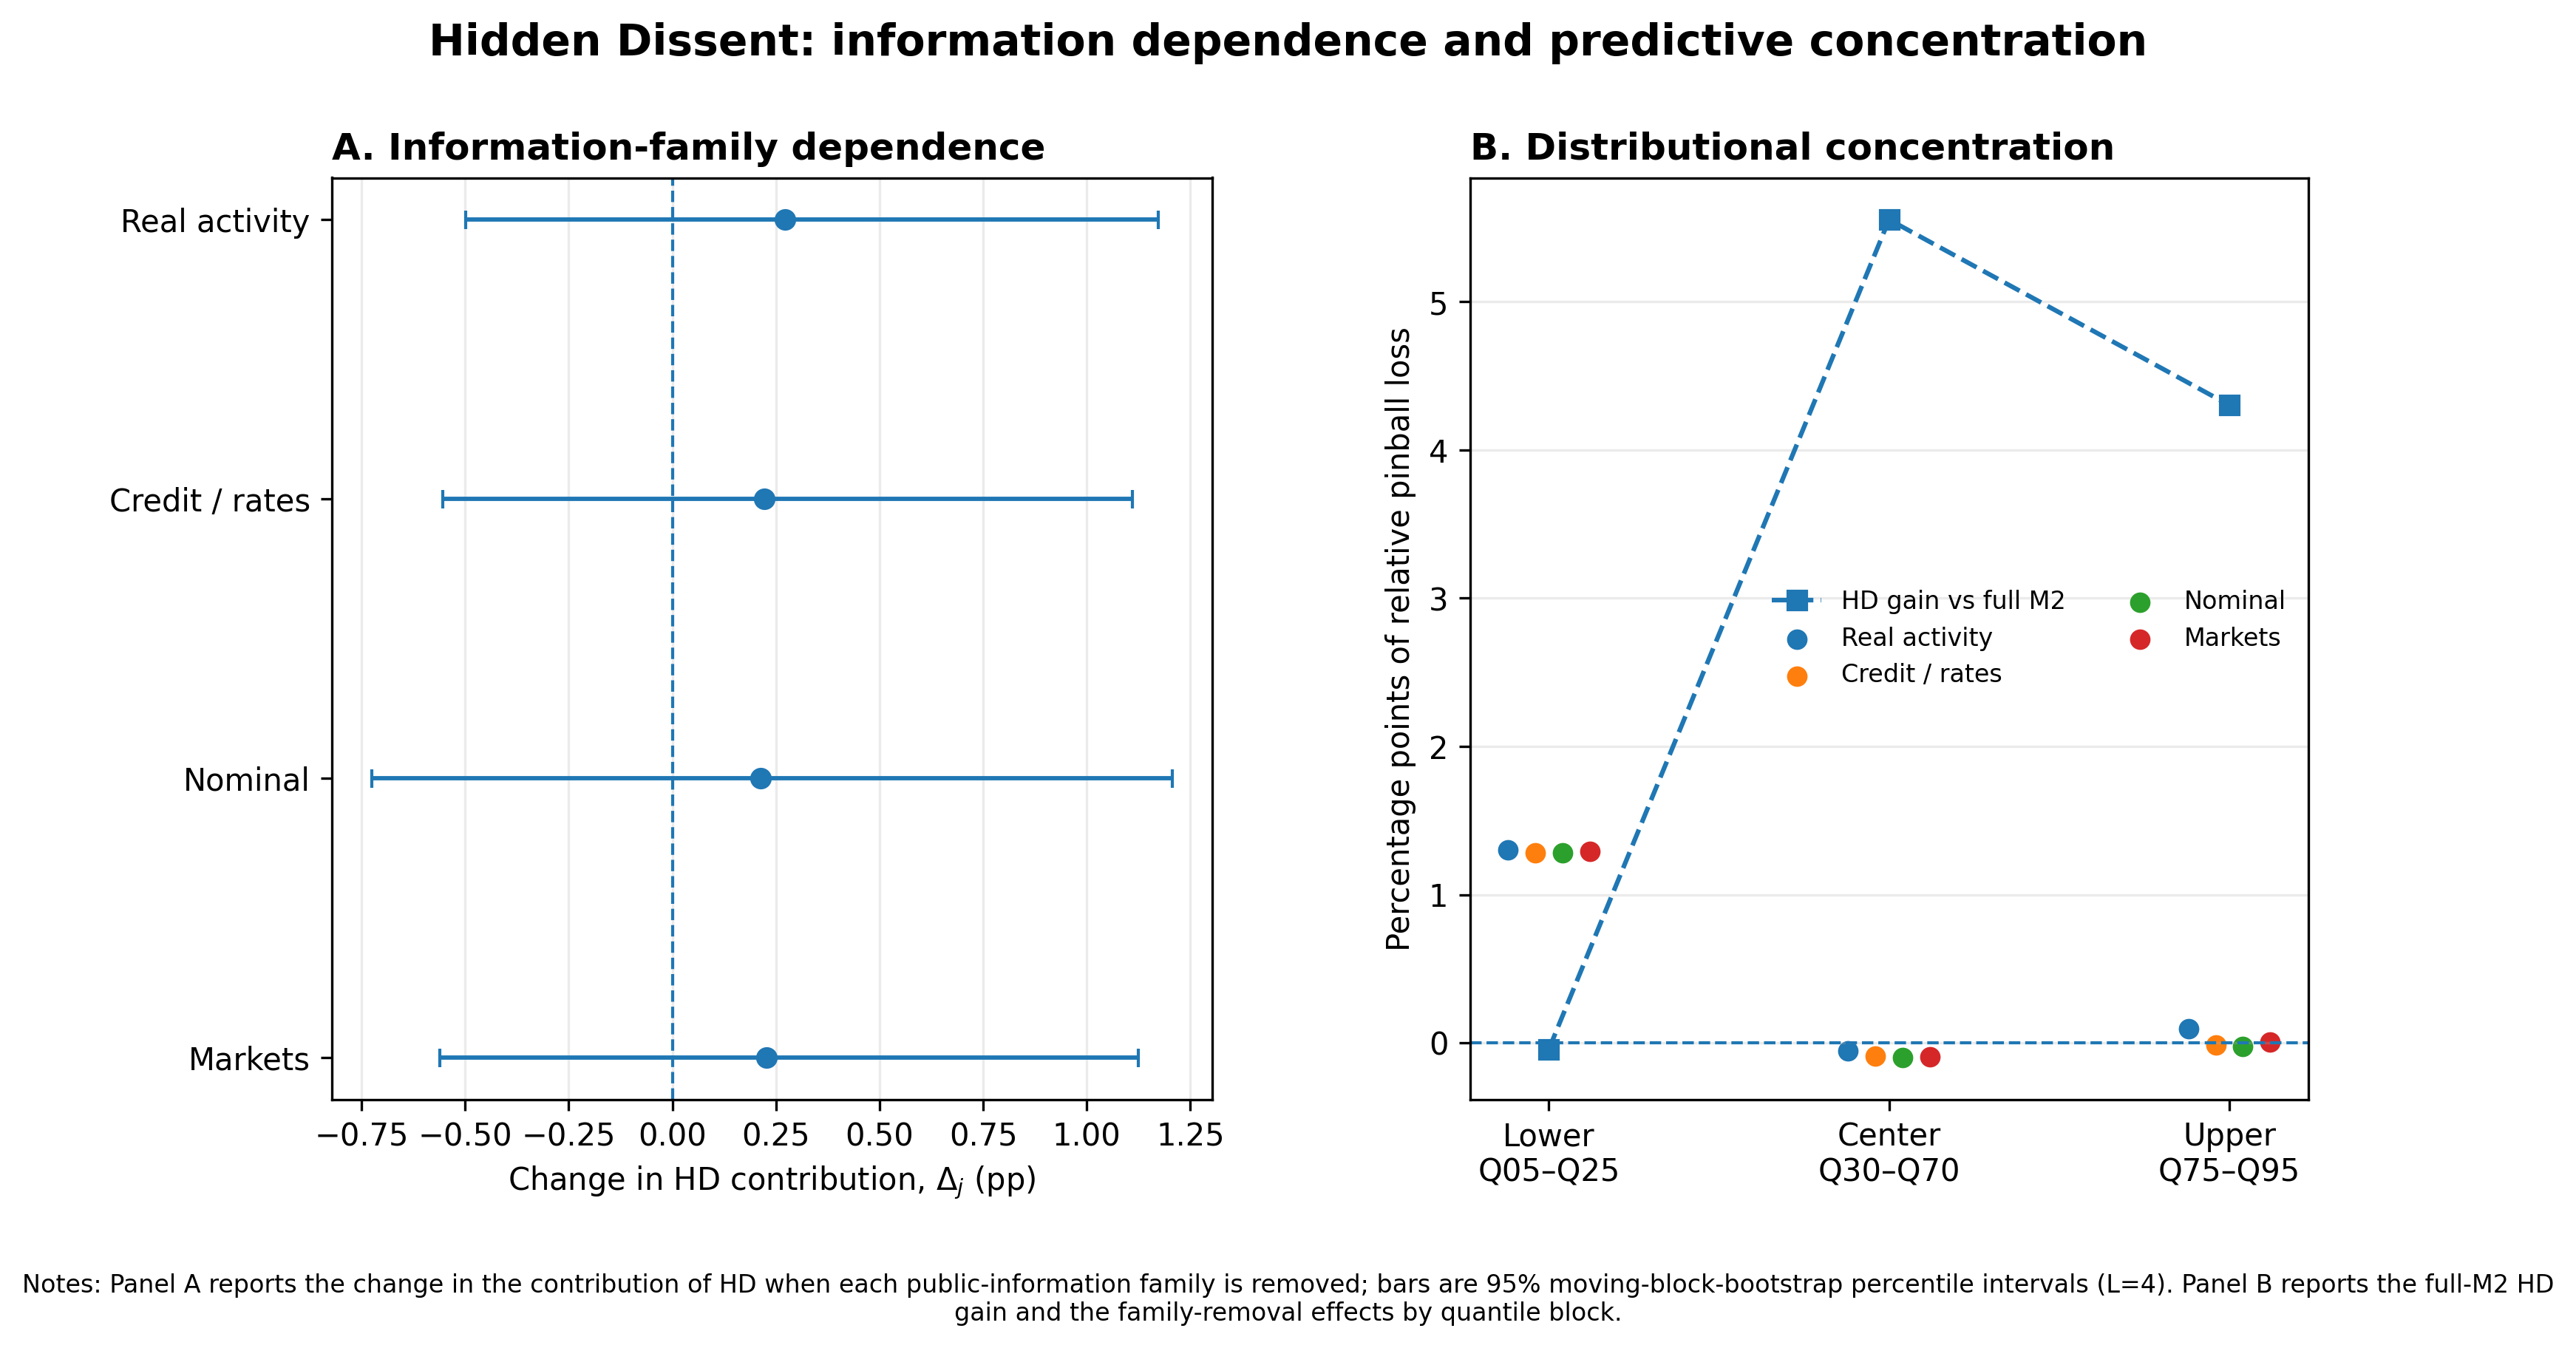 Hidden Dissent: information dependence and predictive concentration
A. Information-family dependence
Real activity
Credit / rates
Nominal
Markets
−0.75 −0.50 −0.25 0.00 0.25 0.50 0.75 1.00 1.25
Change in HD contribution, Δj (pp)
B. Distributional concentration
Percentage points of relative pinball loss
5
4
3
2
1
0
HD gain vs full M2
Real activity
Credit / rates
Nominal
Markets
Lower
Q05–Q25
Center
Q30–Q70
Upper
Q75–Q95
Notes: Panel A reports the change in the contribution of HD when each public-information family is removed; bars are 95% moving-block-bootstrap percentile intervals (L=4). Panel B reports the full-M2 HD
gain and the family-removal effects by quantile block.